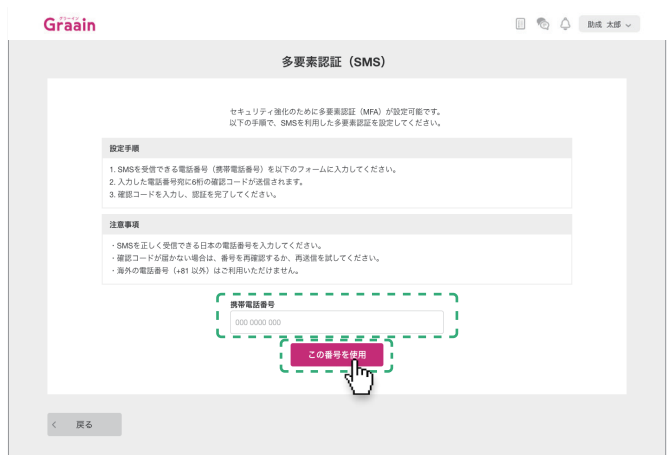 グラーイン
Graain
助成 太郎
多要素認証（SMS）
セキュリティ強化のために多要素認証（MFA）が設定可能です。
以下の手順で、SMSを利用した多要素認証を設定してください。
設定手順
1. SMSを受信できる電話番号（携帯電話番号）を以下のフォームに入力してください。
2. 入力した電話番号宛に6桁の確認コードが送信されます。
3. 確認コードを入力し、認証を完了してください。
注意事項
・SMSを正しく受信できる日本の電話番号を入力してください。
・確認コードが届かない場合は、番号を再確認するか、再送信を試してください。
・海外の電話番号（+81 以外）はご利用いただけません。
携帯電話番号
000 0000 000
この番号を使用
戻る